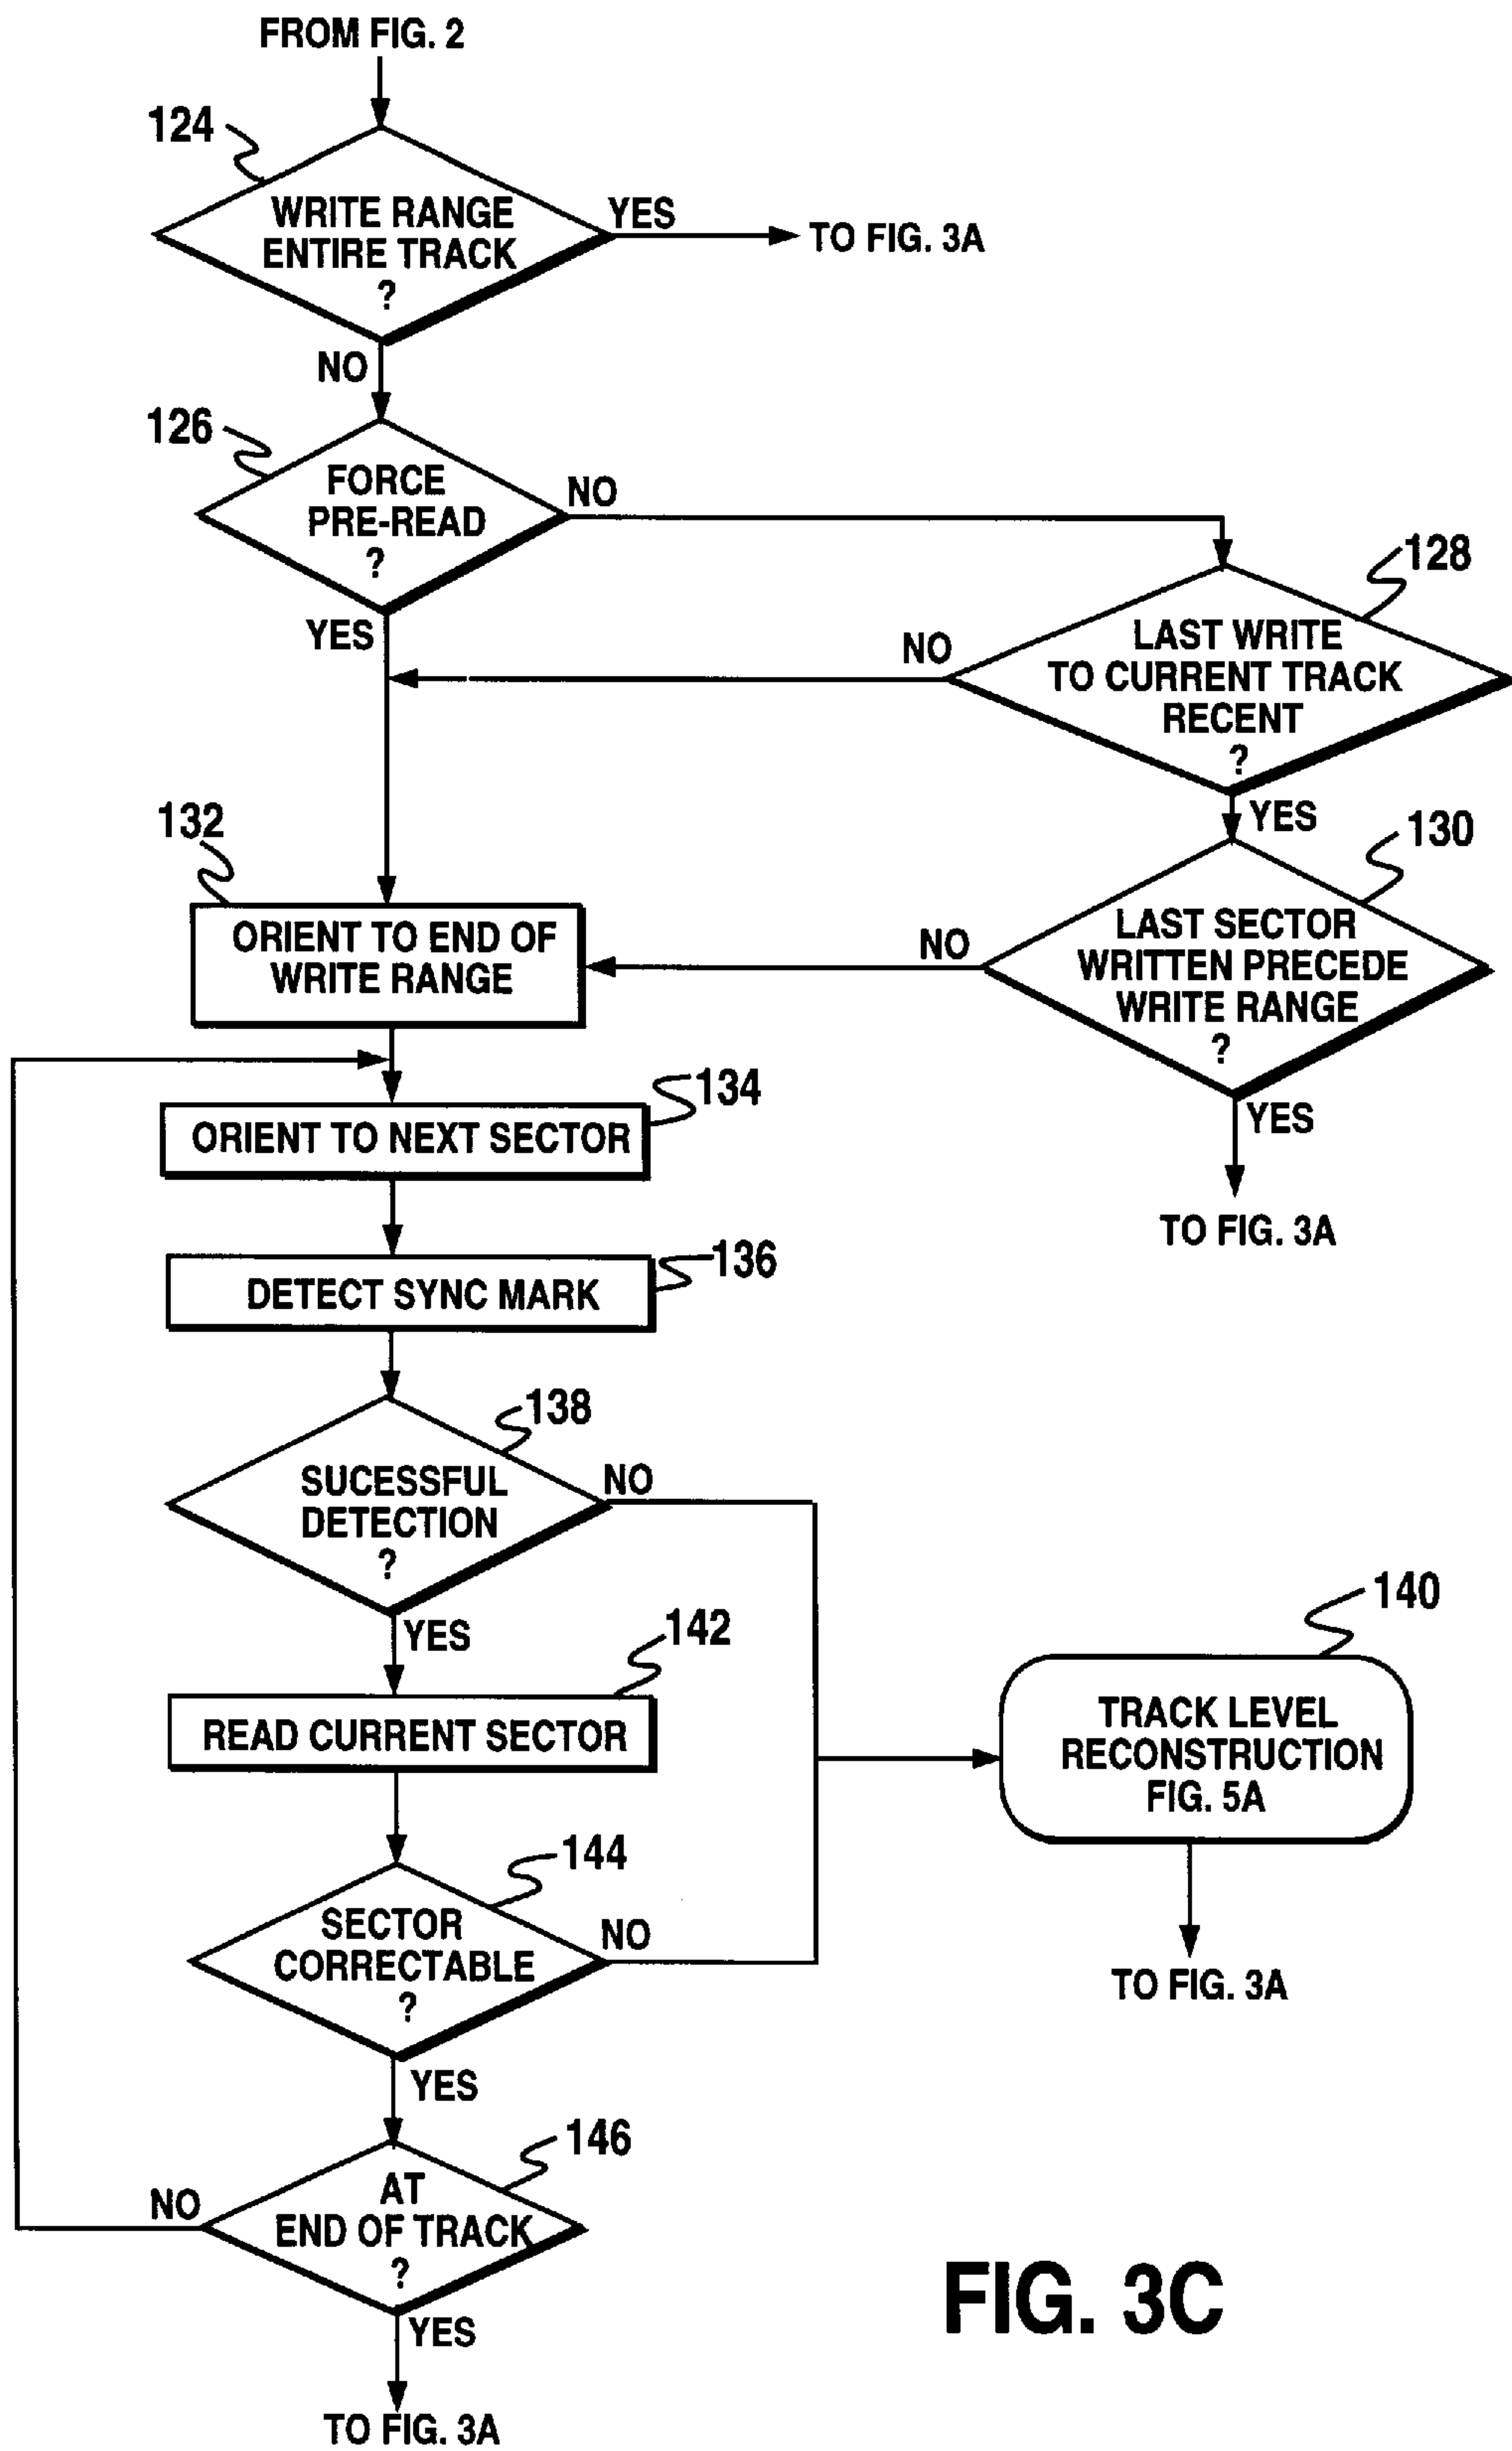 FROM FIG. 2
124
WRITE RANGE
ENTIRE TRACK
?
YES
TO FIG. 3A
NO
126
FORCE
PRE-READ
?
NO
YES
128
LAST WRITE
TO CURRENT TRACK
RECENT
?
NO
YES
130
LAST SECTOR
WRITTEN PRECEDE
WRITE RANGE
?
NO
YES
TO FIG. 3A
132
ORIENT TO END OF
WRITE RANGE
134
ORIENT TO NEXT SECTOR
136
DETECT SYNC MARK
138
SUCESSFUL
DETECTION
?
NO
YES
140
TRACK LEVEL
RECONSTRUCTION
FIG. 5A
TO FIG. 3A
142
READ CURRENT SECTOR
144
SECTOR
CORRECTABLE
?
NO
YES
146
AT
END OF TRACK
?
NO
YES
TO FIG. 3A
FIG. 3C